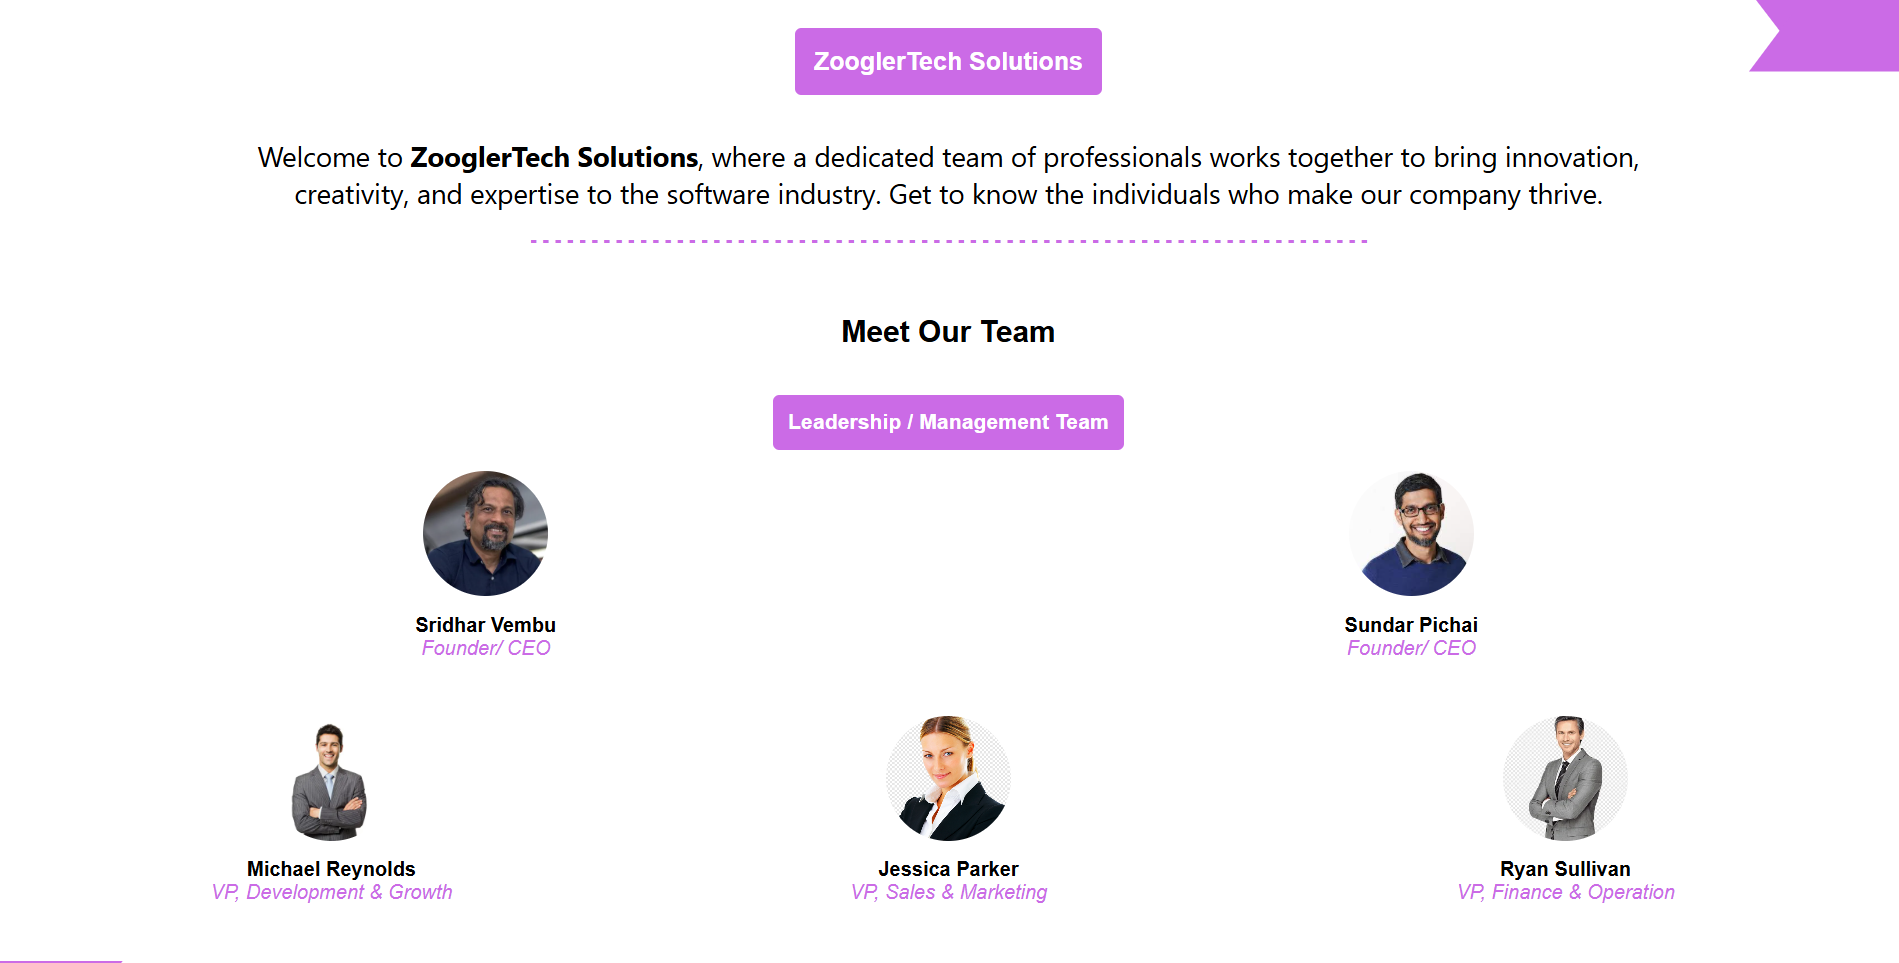 ZooglerTech Solutions
Welcome to ZooglerTech Solutions, where a dedicated team of professionals works together to bring innovation,
creativity, and expertise to the software industry. Get to know the individuals who make our company thrive.
Meet Our Team
Leadership / Management Team
Sridhar Vembu
Founder/ CEO
Sundar Pichai
Founder/ CEO
Michael Reynolds
VP, Development & Growth
Jessica Parker
VP, Sales & Marketing
Ryan Sullivan
VP, Finance & Operation